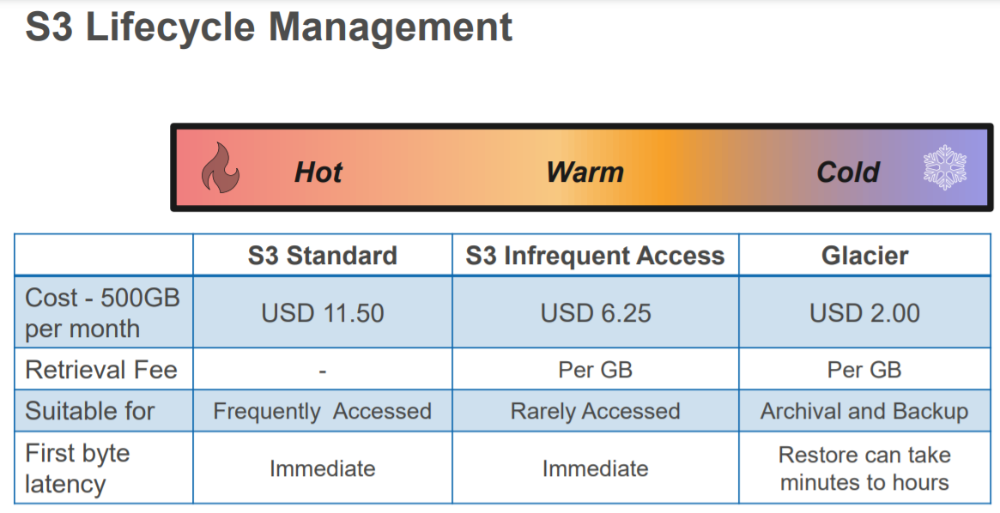 S3 Lifecycle Management
Hot Warm Cold
S3 Standard S3 Infrequent Access Glacier
Cost - 500GB
per month
USD 11.50 USD 6.25 USD 2.00
Retrieval Fee - Per GB Per GB
Suitable for Frequently Accessed Rarely Accessed Archival and Backup
First byte
latency
Immediate Immediate Restore can take
minutes to hours